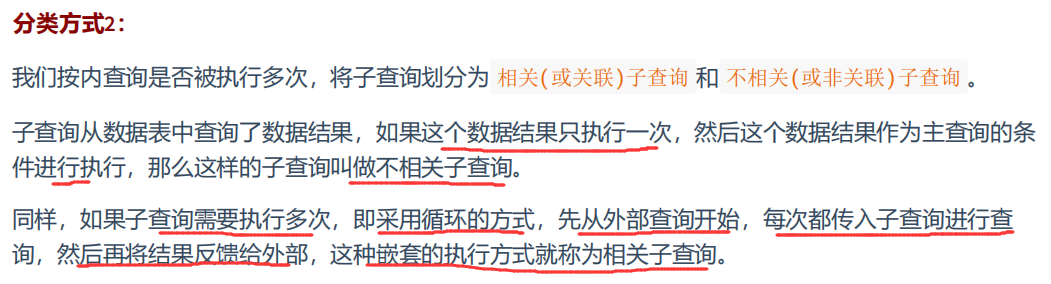 分类方式2：
我们按内查询是否被执行多次，将子查询划分为 相关(或关联)子查询 和 不相关(或非关联)子查询 。
子查询从数据表中查询了数据结果，如果这个数据结果只执行一次，然后这个数据结果作为主查询的条
件进行执行，那么这样的子查询叫做不相关子查询。
同样，如果子查询需要执行多次，即采用循环的方式，先从外部查询开始，每次都传入子查询进行查
询，然后再将结果反馈给外部，这种嵌套的执行方式就称为相关子查询。